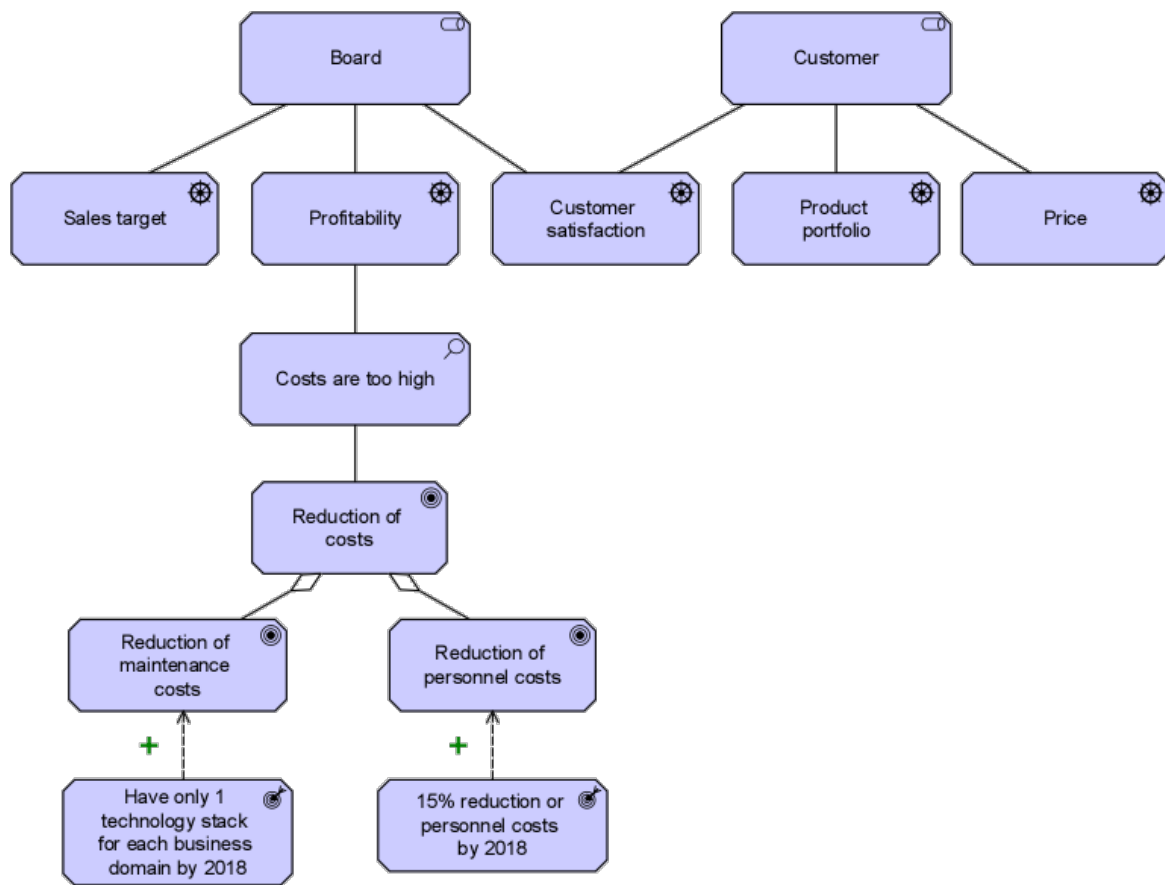 Board
Customer
Sales target
Profitability
Customer
satisfaction
Product
portfolio
Price
Costs are too high
Reduction of
costs
Reduction of
maintenance
costs
Reduction of
personnel costs
Have only 1
technology stack
for each business
domain by 2018
15% reduction or
personnel costs
by 2018